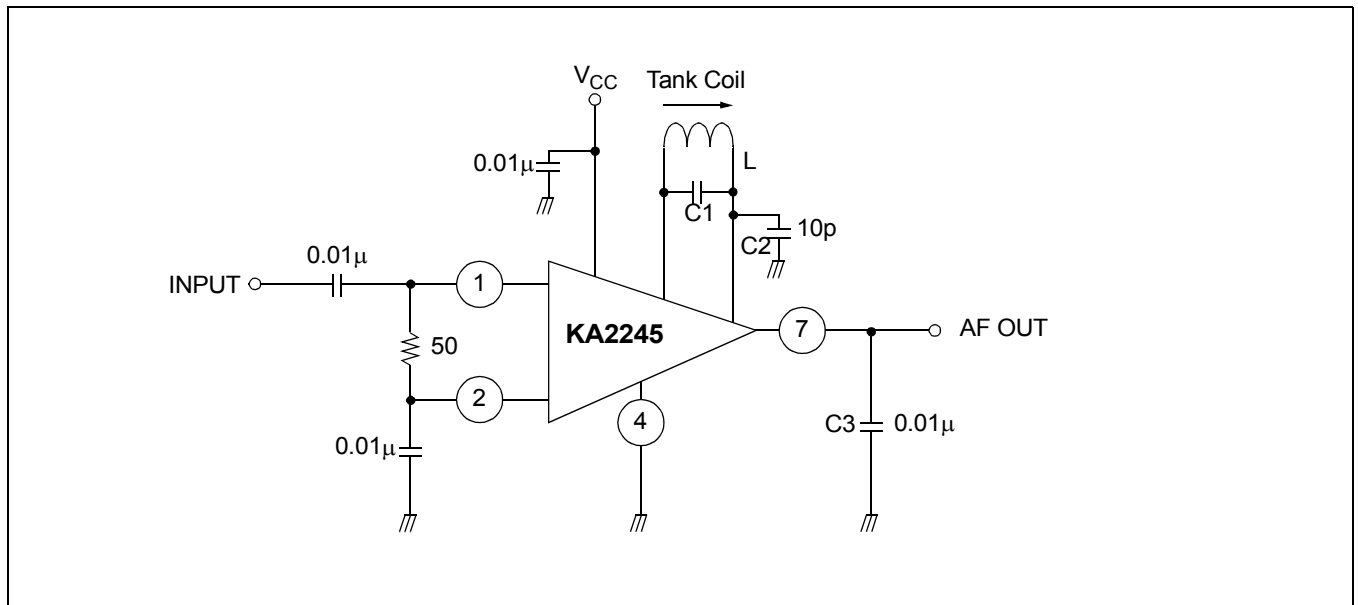 Tank Coil
VCC
0.01μ
L
C1
C2
10p
0.01μ
INPUT
1
KA2245
7
AF OUT
50
2
4
C3
0.01μ
0.01μ